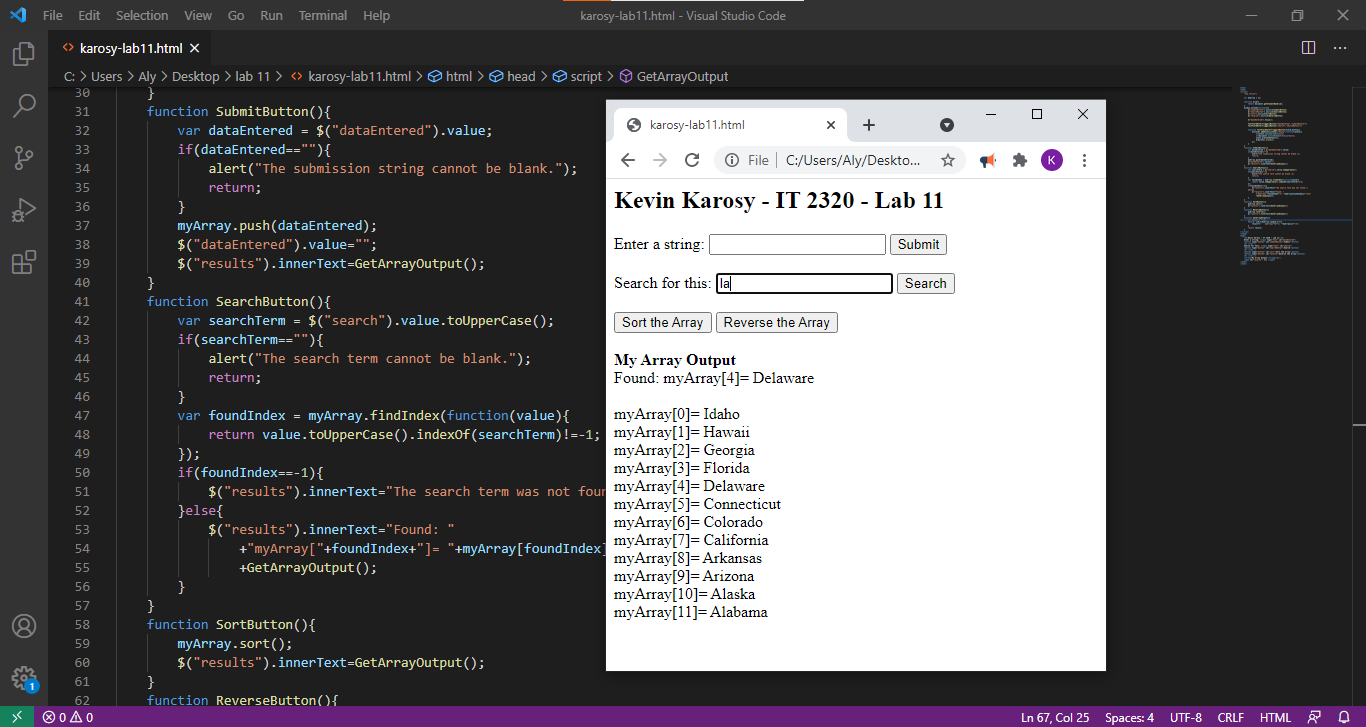 File Edit Selection View Go Run Terminal Help
karosy-lab11.html - Visual Studio Code
karosy-lab11.html
C: > Users > Aly > Desktop > lab 11 > karosy-lab11.html > html > head > script > GetArrayOutput
30 }
31 function SubmitButton(){
32 var dataEntered = $("dataEntered").value;
33 if(dataEntered==""){
34 alert("The submission string cannot be blank.");
35 return;
36 }
37 myArray.push(dataEntered);
38 $("dataEntered").value="";
39 $("results").innerText=GetArrayOutput();
40 }
41 function SearchButton(){
42 var searchTerm = $("search").value.toUpperCase();
43 if(searchTerm==""){
44 alert("The search term cannot be blank.");
45 return;
46 }
47 var foundIndex = myArray.findIndex(function(value){
48 return value.toUpperCase().indexOf(searchTerm)!=-1;
49 });
50 if(foundIndex==-1){
51 $("results").innerText="The search term was not foun
52 }else{
53 $("results").innerText="Found: "
54 +"myArray["+foundIndex+"]= "+myArray[foundIndex]
55 +GetArrayOutput();
56 }
57 }
58 function SortButton(){
59 myArray.sort();
60 $("results").innerText=GetArrayOutput();
61 }
62 function ReverseButton(){
karosy-lab11.html
File C:/Users/Aly/Deskto...
K
Kevin Karosy - IT 2320 - Lab 11
Enter a string: Submit
Search for this: la Search
Sort the Array Reverse the Array
My Array Output
Found: myArray[4]= Delaware
myArray[0]= Idaho
myArray[1]= Hawaii
myArray[2]= Georgia
myArray[3]= Florida
myArray[4]= Delaware
myArray[5]= Connecticut
myArray[6]= Colorado
myArray[7]= California
myArray[8]= Arkansas
myArray[9]= Arizona
myArray[10]= Alaska
myArray[11]= Alabama
1
0 0 Ln 67, Col 25 Spaces: 4 UTF-8 CRLF HTML